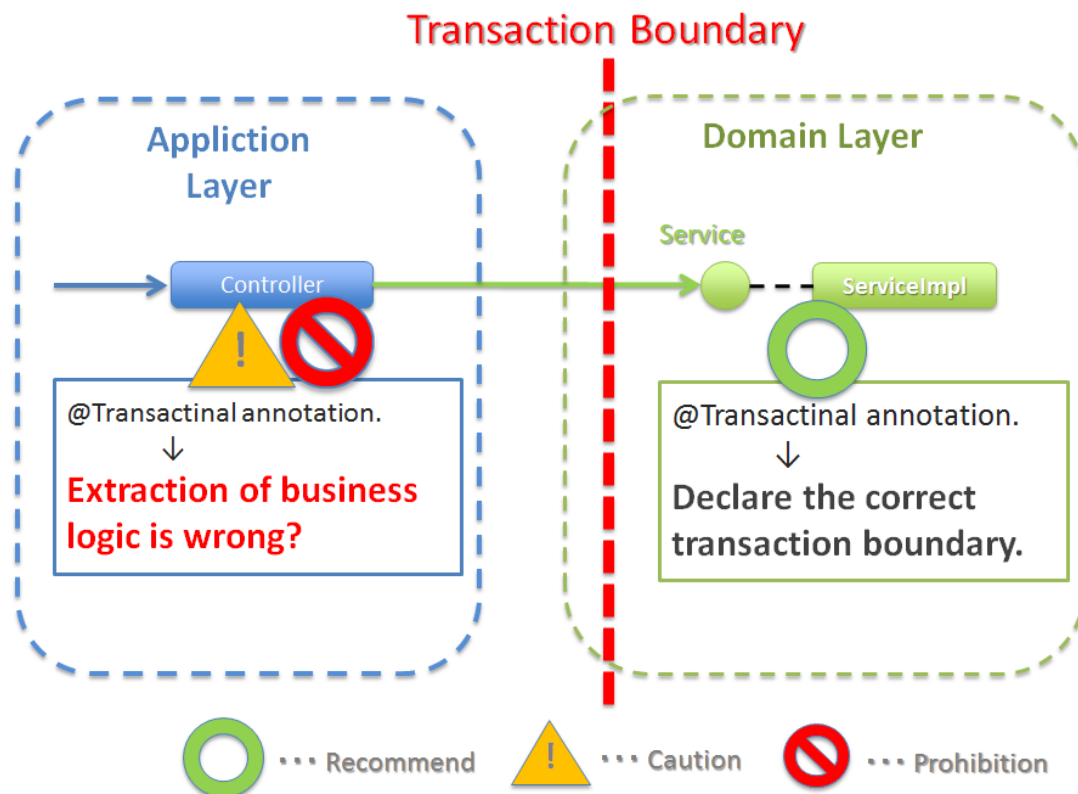 Transaction Boundary
Appliction
Layer
Domain Layer
Service
Controller
ServiceImpl
!
@Transactinal annotation.
↓
Extraction of business
logic is wrong?
@Transactinal annotation.
↓
Declare the correct
transaction boundary.
··· Recommend
! ··· Caution
··· Prohibition